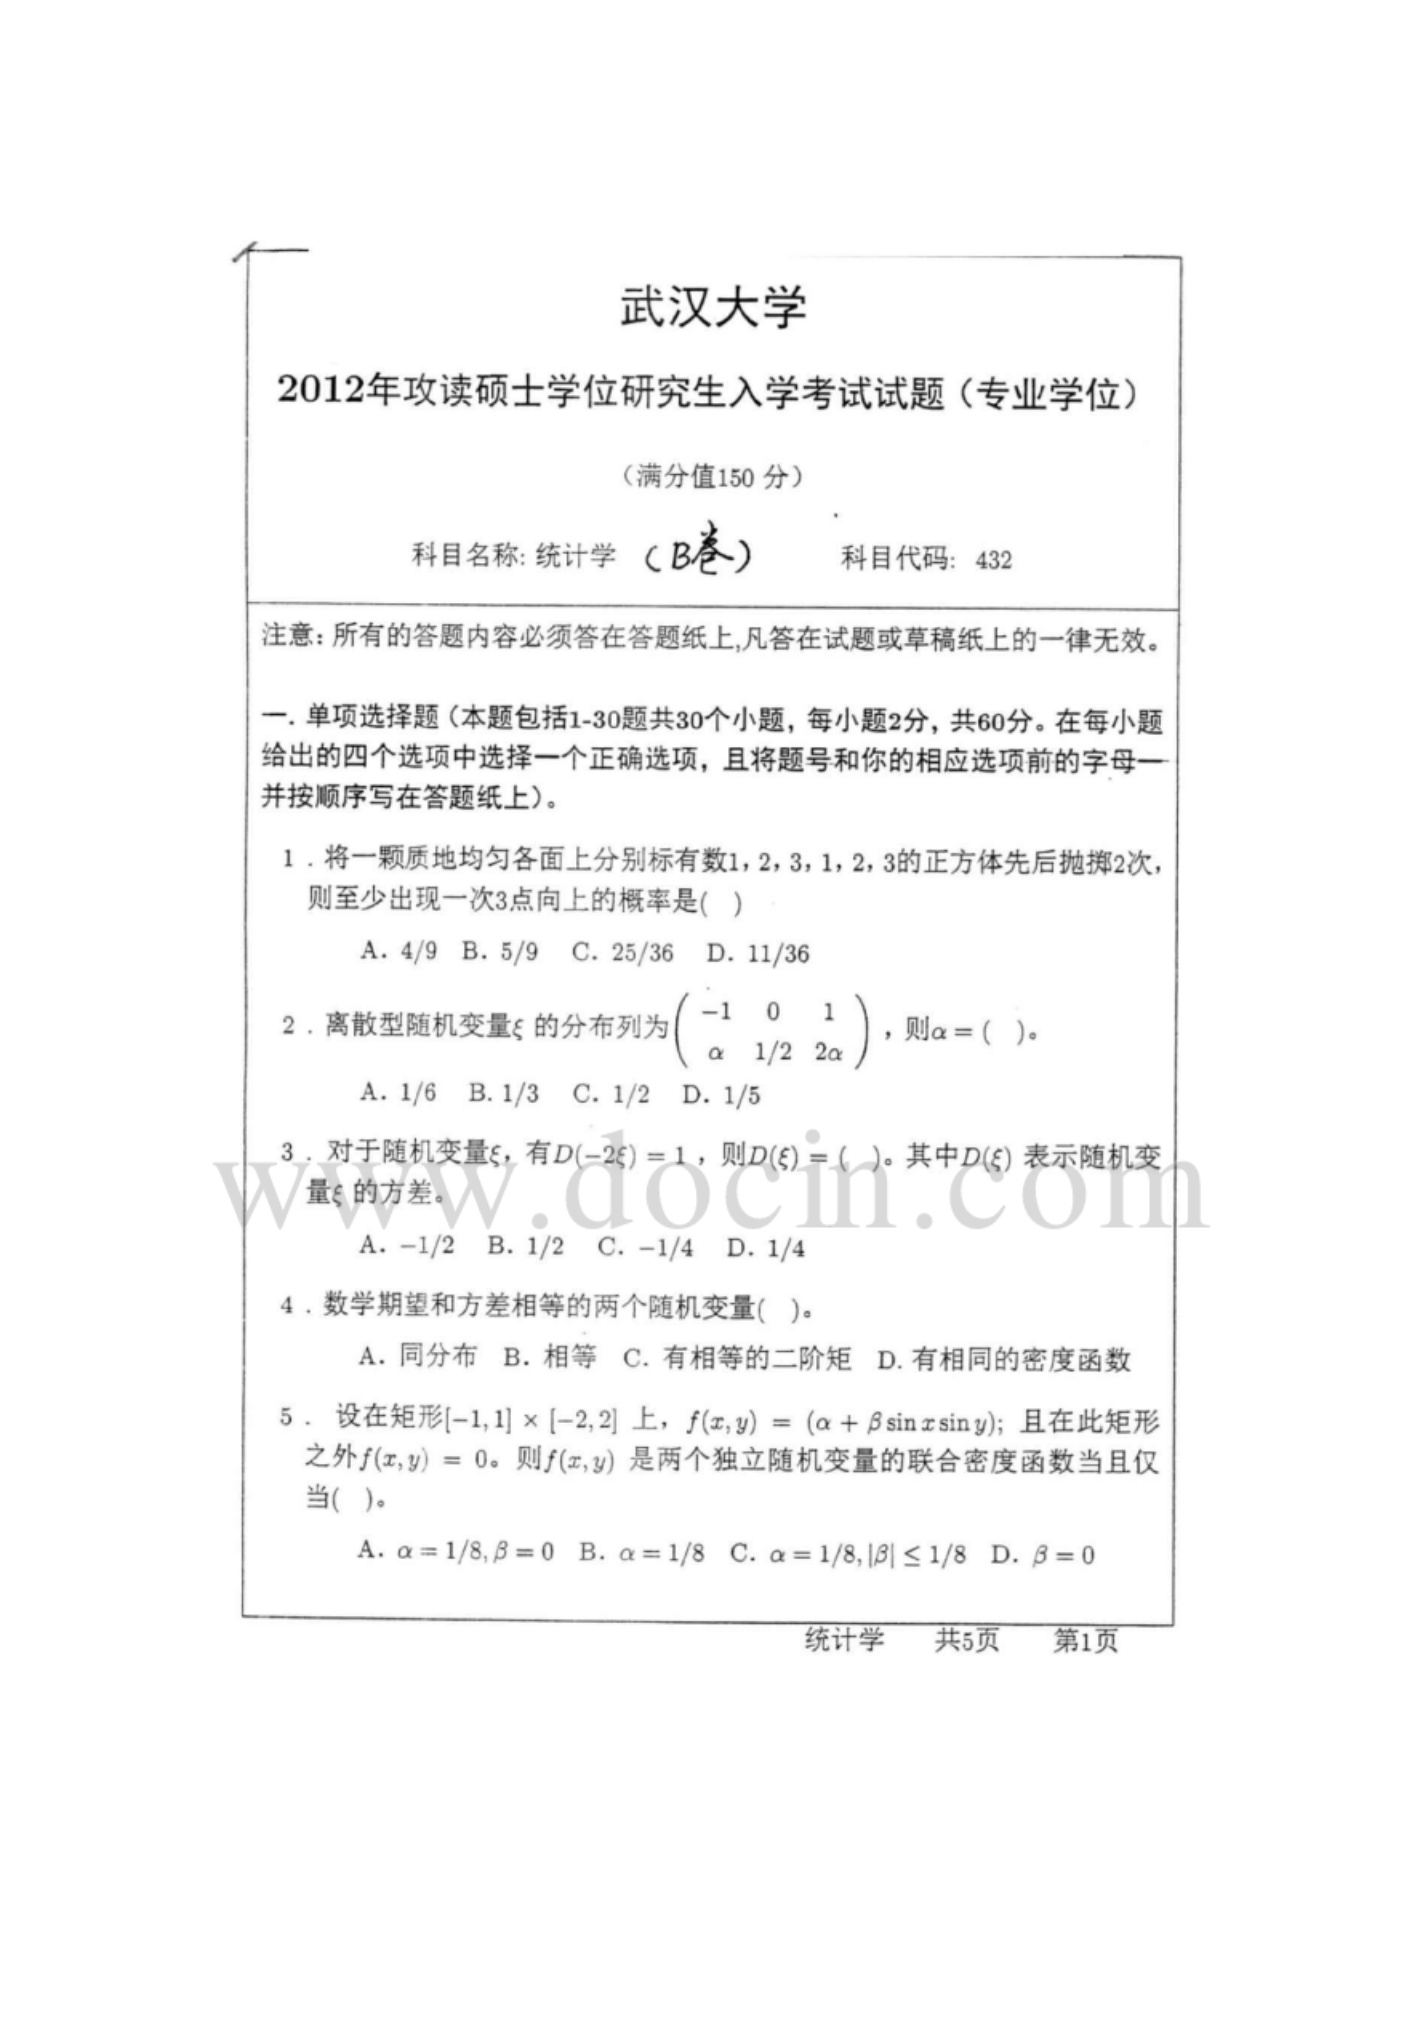 武汉大学
2012年攻读硕士学位研究生入学考试试题（专业学位）
（满分值150 分）
科目名称: 统计学 （B卷） 科目代码: 432
注意: 所有的答题内容必须答在答题纸上,凡答在试题或草稿纸上的一律无效。
一. 单项选择题（本题包括1-30题共30个小题，每小题2分，共60分。在每小题
给出的四个选项中选择一个正确选项，且将题号和你的相应选项前的字母一
并按顺序写在答题纸上）。
1 . 将一颗质地均匀各面上分别标有数1，2，3，1，2，3的正方体先后抛掷2次，
则至少出现一次3点向上的概率是( )
A. 4/9 B. 5/9 C. 25/36 D. 11/36
2 . 离散型随机变量ξ 的分布列为
( -1 0 1
α 1/2 2α ) ，则α = ( )。
A. 1/6 B. 1/3 C. 1/2 D. 1/5
3 . 对于随机变量ξ，有D(−2ξ) = 1，则D(ξ) = ( )。其中D(ξ) 表示随机变
量ξ 的方差。
www.docin.com
A. −1/2 B. 1/2 C. −1/4 D. 1/4
4 . 数学期望和方差相等的两个随机变量( )。
A. 同分布 B. 相等 C. 有相等的二阶矩 D. 有相同的密度函数
5 . 设在矩形[−1,1] × [−2,2] 上，f(x,y) = (α + β sin x sin y); 且在此矩形
之外f(x,y) = 0。则f(x,y) 是两个独立随机变量的联合密度函数当且仅
当( )。
A. α = 1/8, β = 0 B. α = 1/8 C. α = 1/8, |β| ≤ 1/8 D. β = 0
统计学 共5页 第1页